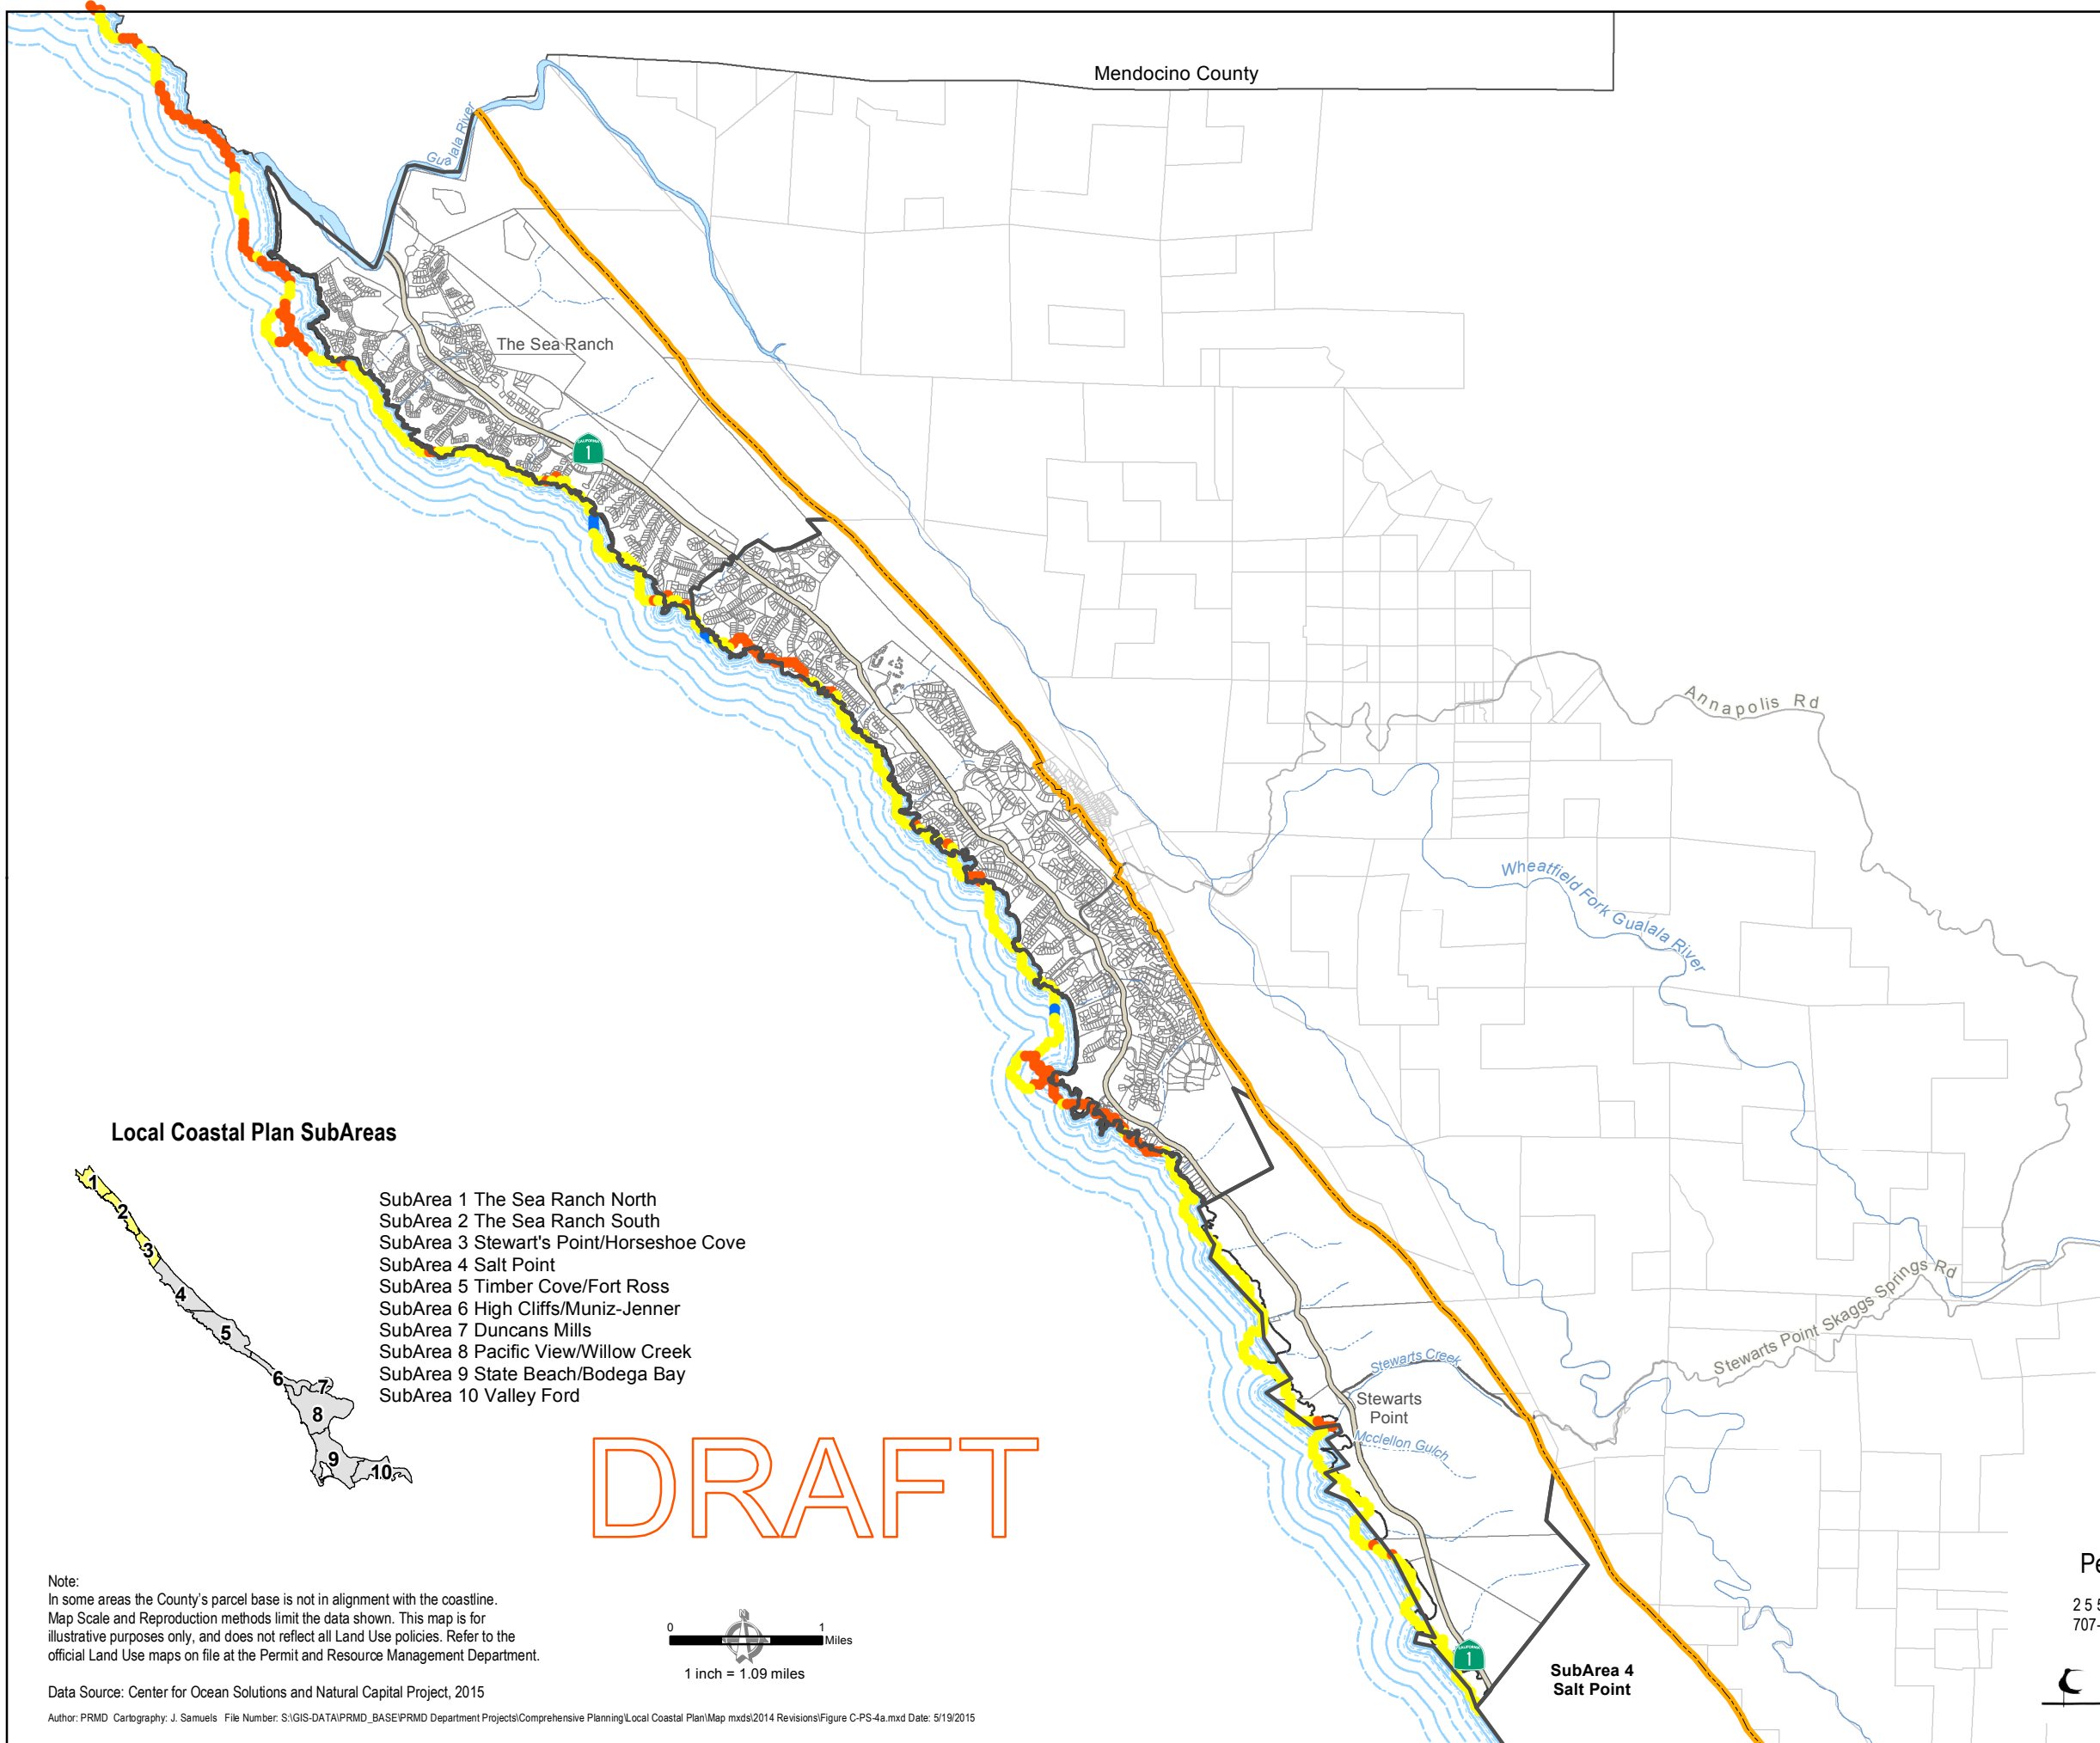 Mendocino County
Gualala River
The Sea Ranch
CALIFORNIA
1
Annapolis Rd
Wheatfield Fork Gualala River
Stewarts Point Skaggs Springs Rd
Stewarts Creek
Stewarts
Point
Mcclellon Gulch
CALIFORNIA
1
SubArea 4
Salt Point
Local Coastal Plan SubAreas
1
2
3
4
5
6
7
8
9
10
SubArea 1 The Sea Ranch North
SubArea 2 The Sea Ranch South
SubArea 3 Stewart's Point/Horseshoe Cove
SubArea 4 Salt Point
SubArea 5 Timber Cove/Fort Ross
SubArea 6 High Cliffs/Muniz-Jenner
SubArea 7 Duncans Mills
SubArea 8 Pacific View/Willow Creek
SubArea 9 State Beach/Bodega Bay
SubArea 10 Valley Ford
DRAFT
Note:
In some areas the County's parcel base is not in alignment with the coastline.
Map Scale and Reproduction methods limit the data shown. This map is for
illustrative purposes only, and does not reflect all Land Use policies. Refer to the
official Land Use maps on file at the Permit and Resource Management Department.
0 1
Miles
1 inch = 1.09 miles
Data Source: Center for Ocean Solutions and Natural Capital Project, 2015
Author: PRMD Cartography: J. Samuels File Number: S:\GIS-DATA\PRMD_BASE\PRMD Department Projects\Comprehensive Planning\Local Coastal Plan\Map mxds\2014 Revisions\Figure C-PS-4a.mxd Date: 5/19/2015
Pe
2 5 5
707-